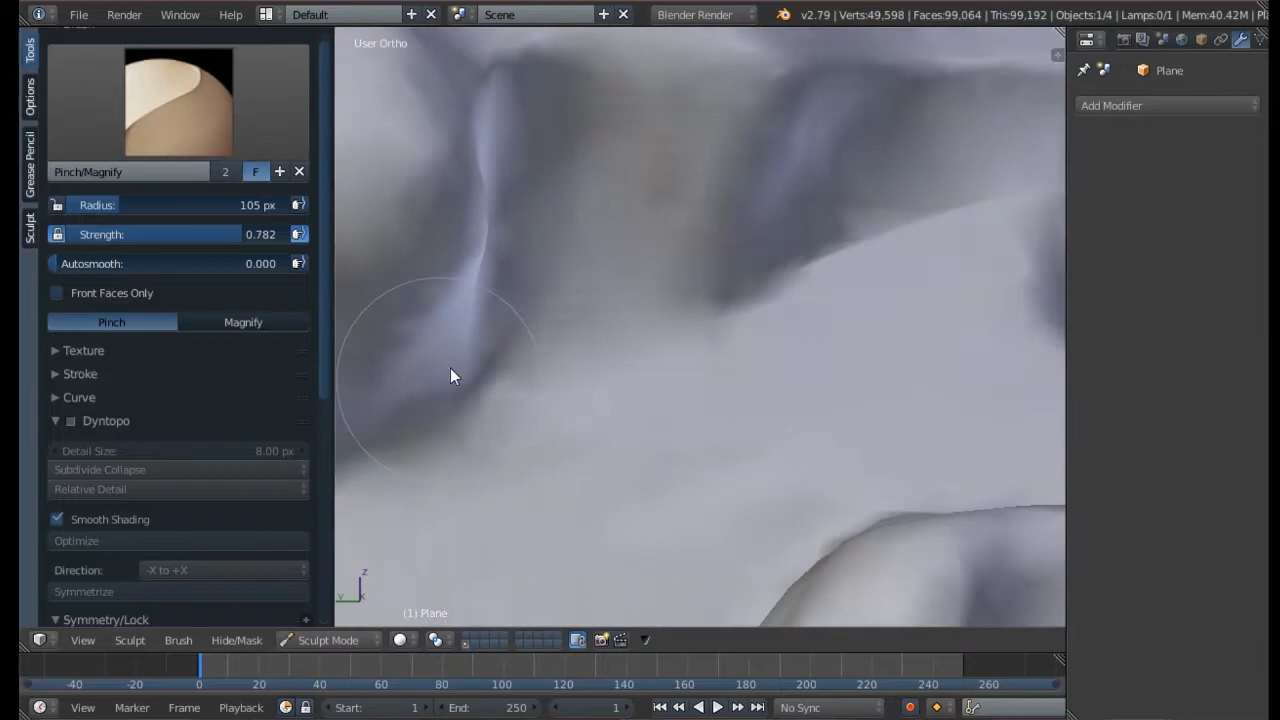 File Render Window Help Default Scene Blender Render v2.79 | Verts:49,598 | Faces:99,064 | Tris:99,192 | Objects:1/4 | Lamps:0/1 | Mem:40.42M | Pl
Tools
Options
Grease Pencil
Sculpt
User Ortho
Plane
Add Modifier
Pinch/Magnify 2 F
Radius: 105 px
Strength: 0.782
Autosmooth: 0.000
Front Faces Only
Pinch Magnify
Texture
Stroke
Curve
Dyntopo
Detail Size: 8.00 px
Subdivide Collapse
Relative Detail
Smooth Shading
Optimize
Direction: -X to +X
Symmetrize
Symmetry/Lock
z
y x
(1) Plane
View Sculpt Brush Hide/Mask Sculpt Mode
-40 -20 0 20 40 60 80 100 120 140 160 180 200 220 240 260
View Marker Frame Playback Start: 1 End: 250 1 No Sync